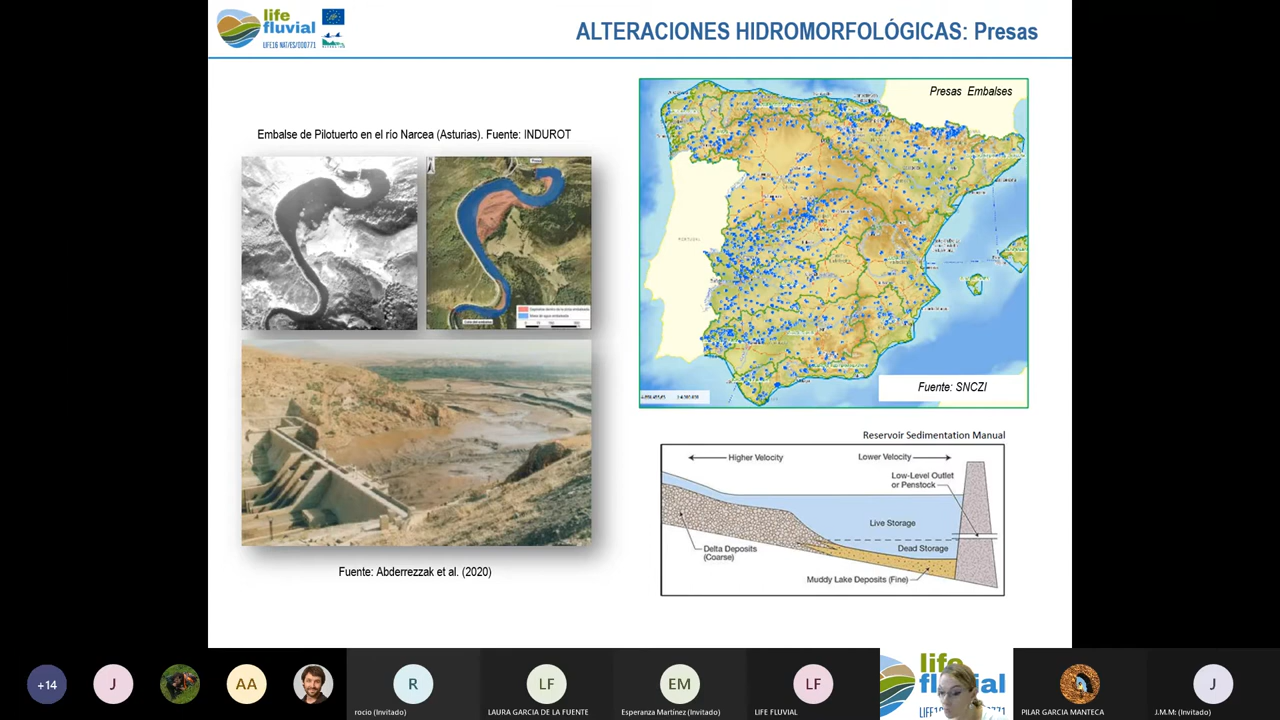 life
fluvial
LIFE16 NAT/ES/000771
ALTERACIONES HIDROMORFOLÓGICAS: Presas
Embalse de Pilotuerto en el río Narcea (Asturias). Fuente: INDUROT
Presas Embalses
PORTUGAL
Fuente: SNCZI
Fuente: Abderrezzak et al. (2020)
Reservoir Sedimentation Manual
Higher Velocity
Lower Velocity
Low-Level Outlet
or Penstock
Live Storage
Dead Storage
Delta Deposits
(Coarse)
Muddy Lake Deposits (Fine)
+14
J
AA
R
rocio (Invitado)
LF
LAURA GARCIA DE LA FUENTE
EM
Esperanza Martínez (Invitado)
LF
LIFE FLUVIAL
life
fluvial
PILAR GARCIA MANTECA
J
J.M.M: (Invitado)